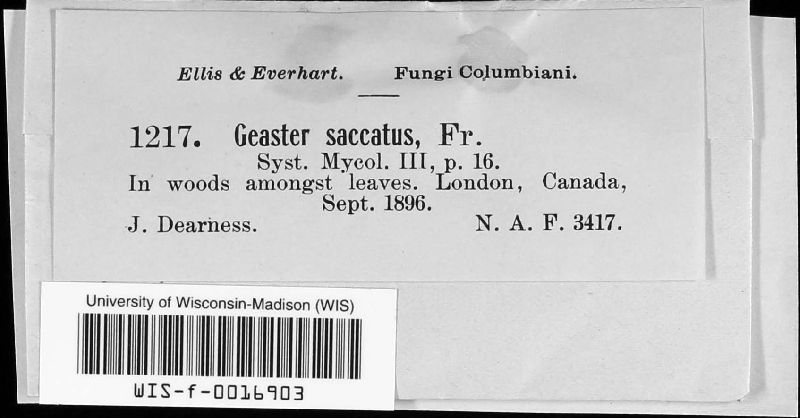 Ellis & Everhart. Fungi Columbiani.
1217. Geaster saccatus, Fr.
Syst. Mycol. III, p. 16.
In woods amongst leaves. London, Canada,
Sept. 1896.
J. Dearness. N. A. F. 3417.
University of Wisconsin-Madison (WIS)
WIS-f-0016903